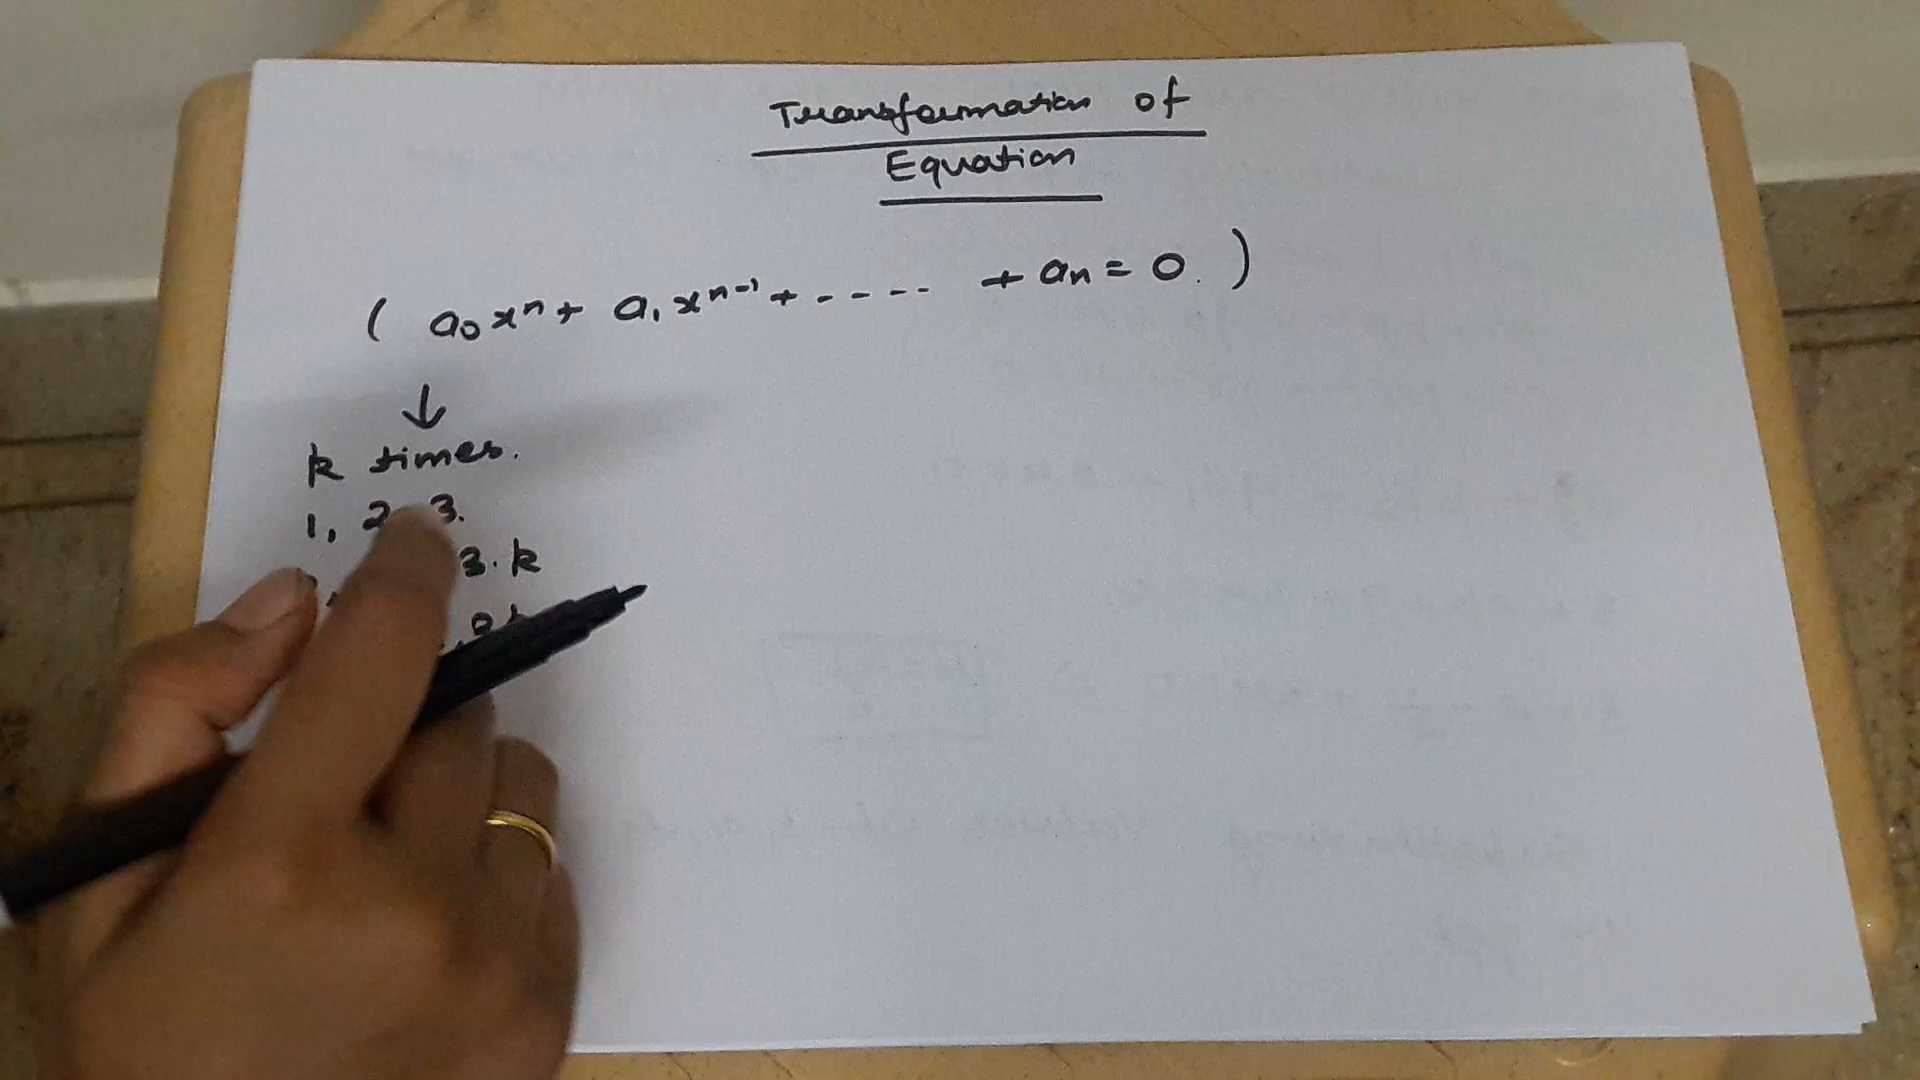 Transformation of
Equation
( a₀xⁿ + a₁xⁿ⁻¹ + ----- + aₙ = 0. )
↓
k times.
1, 2, 3.
3.k